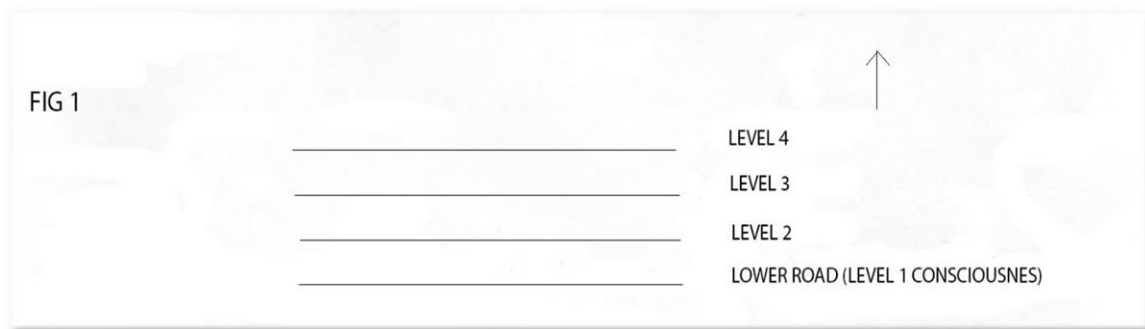 FIG 1
LEVEL 4
LEVEL 3
LEVEL 2
LOWER ROAD (LEVEL 1 CONSCIOUSNES)